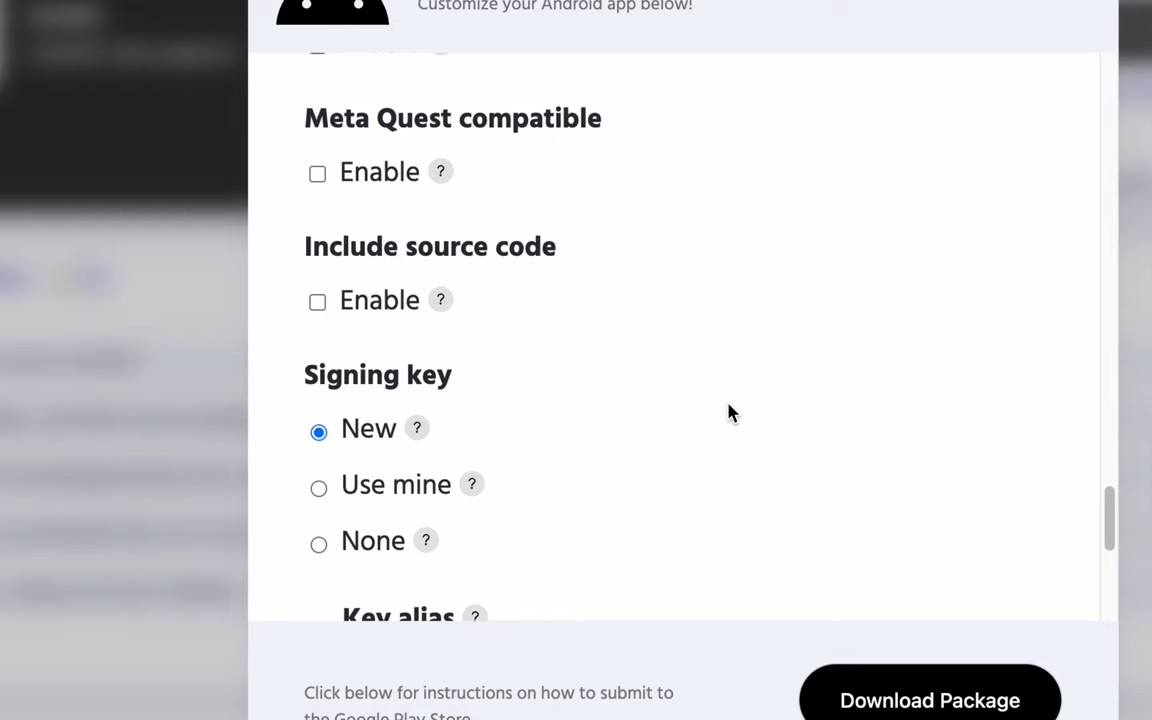 Customize your Android app below!
Meta Quest compatible
Enable ?
Include source code
Enable ?
Signing key
New ?
Use mine ?
None ?
Key alias ?
Click below for instructions on how to submit to
the Google Play Store.
Download Package